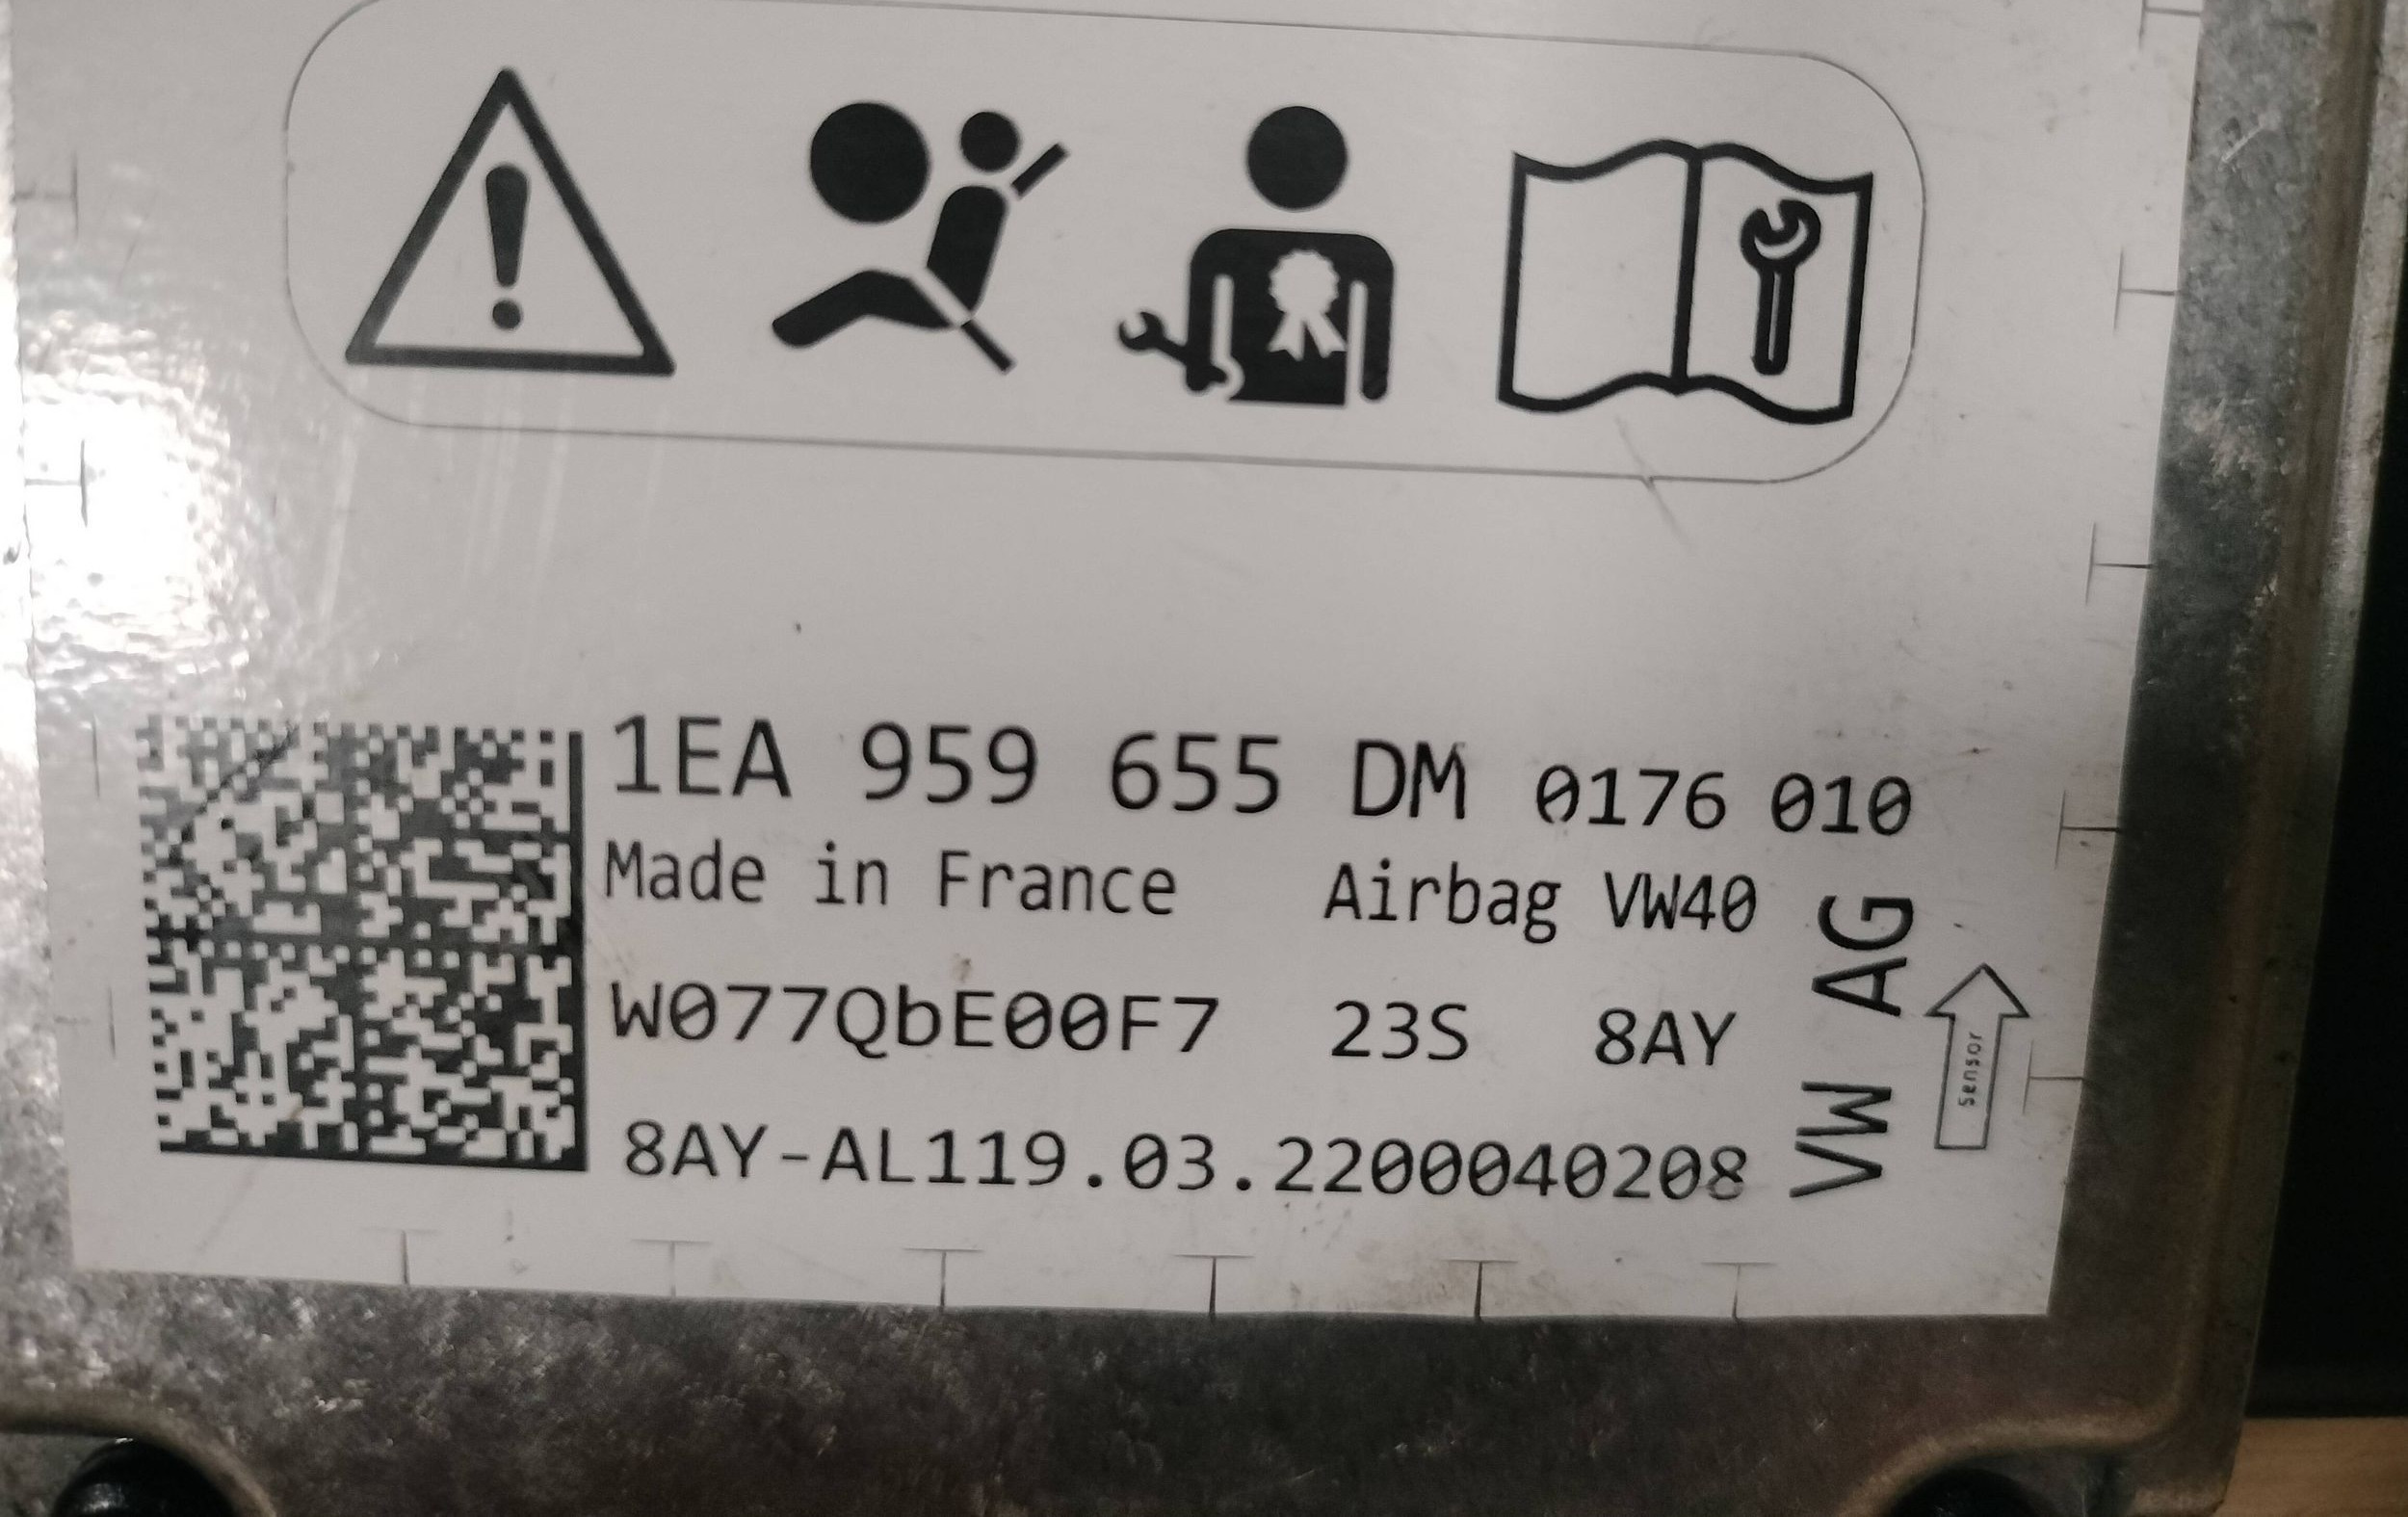 1EA 959 655 DM 0176 010
Made in France Airbag VW40
W077QbE00F7 23S 8AY
8AY-AL119.03.2200040208
VW AG
Sensor